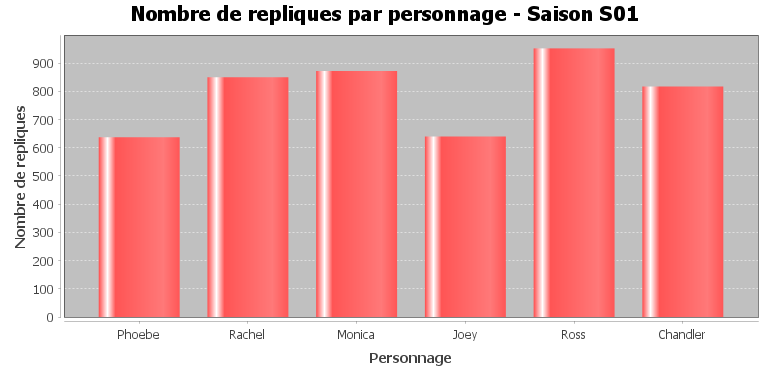 Nombre de repliques par personnage - Saison S01
Nombre de repliques
900
800
700
600
500
400
300
200
100
0
Phoebe Rachel Monica Joey Ross Chandler
Personnage